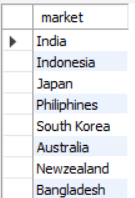 market
India
Indonesia
Japan
Philiphines
South Korea
Australia
Newzealand
Bangladesh